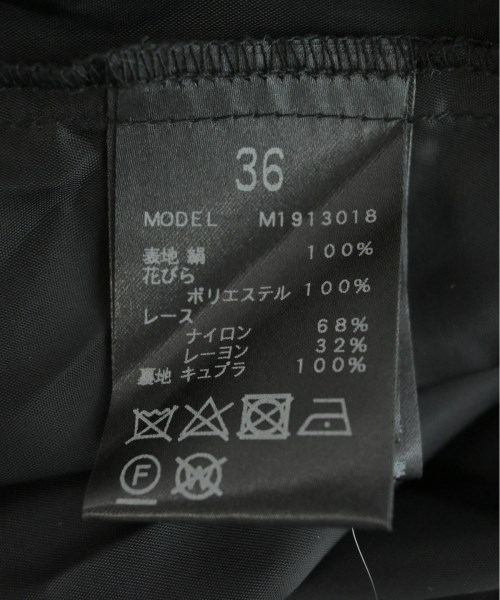 36
MODEL M1913018
表地 絹 100%
花びら
ポリエステル 100%
レース
ナイロン 68%
レーヨン 32%
裏地 キュプラ 100%
F W